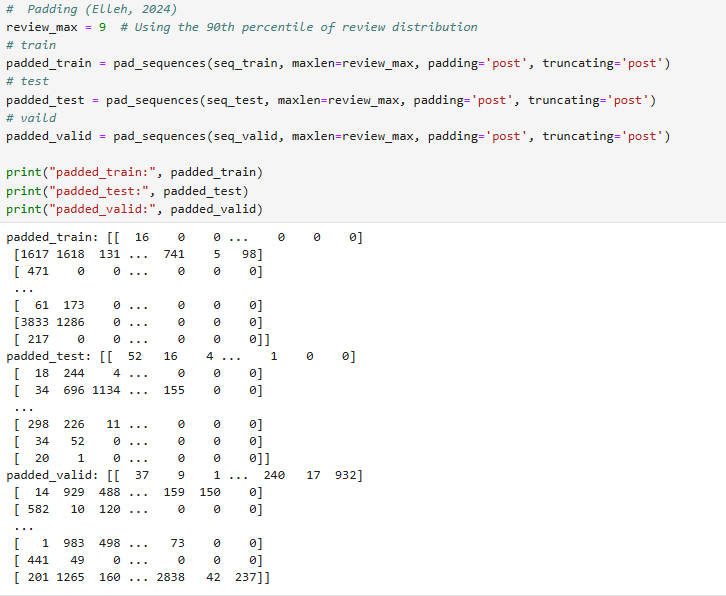 #  Padding (Elleh, 2024)
review_max = 9  # Using the 90th percentile of review distribution
# train
padded_train = pad_sequences(seq_train, maxlen=review_max, padding='post', truncating='post')
# test
padded_test = pad_sequences(seq_test, maxlen=review_max, padding='post', truncating='post')
# vaild
padded_valid = pad_sequences(seq_valid, maxlen=review_max, padding='post', truncating='post')

print("padded_train:", padded_train)
print("padded_test:", padded_test)
print("padded_valid:", padded_valid)

padded_train: [[  16    0    0 ...    0    0    0]
 [1617 1618  131 ...  741    5   98]
 [ 471    0    0 ...    0    0    0]
 ...
 [  61  173    0 ...    0    0    0]
 [3833 1286    0 ...    0    0    0]
 [ 217    0    0 ...    0    0    0]]
padded_test: [[  52   16    4 ...    1    0    0]
 [  18  244    4 ...    0    0    0]
 [  34  696 1134 ...  155    0    0]
 ...
 [ 298  226   11 ...    0    0    0]
 [  34   52    0 ...    0    0    0]
 [  20    1    0 ...    0    0    0]]
padded_valid: [[  37    9    1 ...  240   17  932]
 [  14  929  488 ...  159  150    0]
 [ 582   10  120 ...    0    0    0]
 ...
 [   1  983  498 ...   73    0    0]
 [ 441   49    0 ...    0    0    0]
 [ 201 1265  160 ... 2838   42  237]]